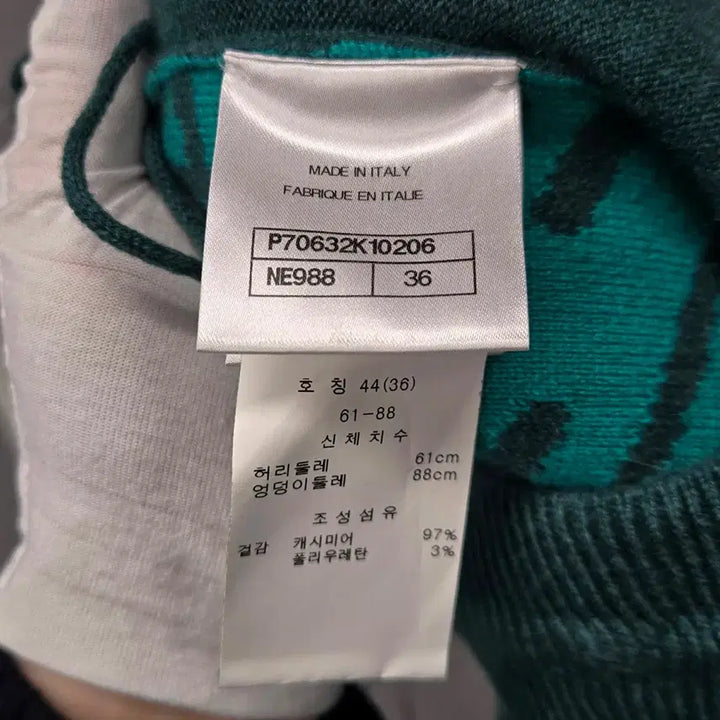 MADE IN ITALY
FABRIQUE EN ITALIE
P70632K10206
NE988 36
호 칭 44(36)
61-88
신 체 치 수
허리둘레 61cm
엉덩이둘레 88cm
조 성 섬 유
겉감 캐시미어 97%
폴리우레탄 3%